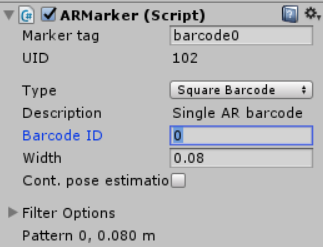 ARMarker (Script)
Marker tag barcode0
UID 102
Type Square Barcode
Description Single AR barcode
Barcode ID 0
Width 0.08
Cont. pose estimatio
Filter Options
Pattern 0, 0.080 m